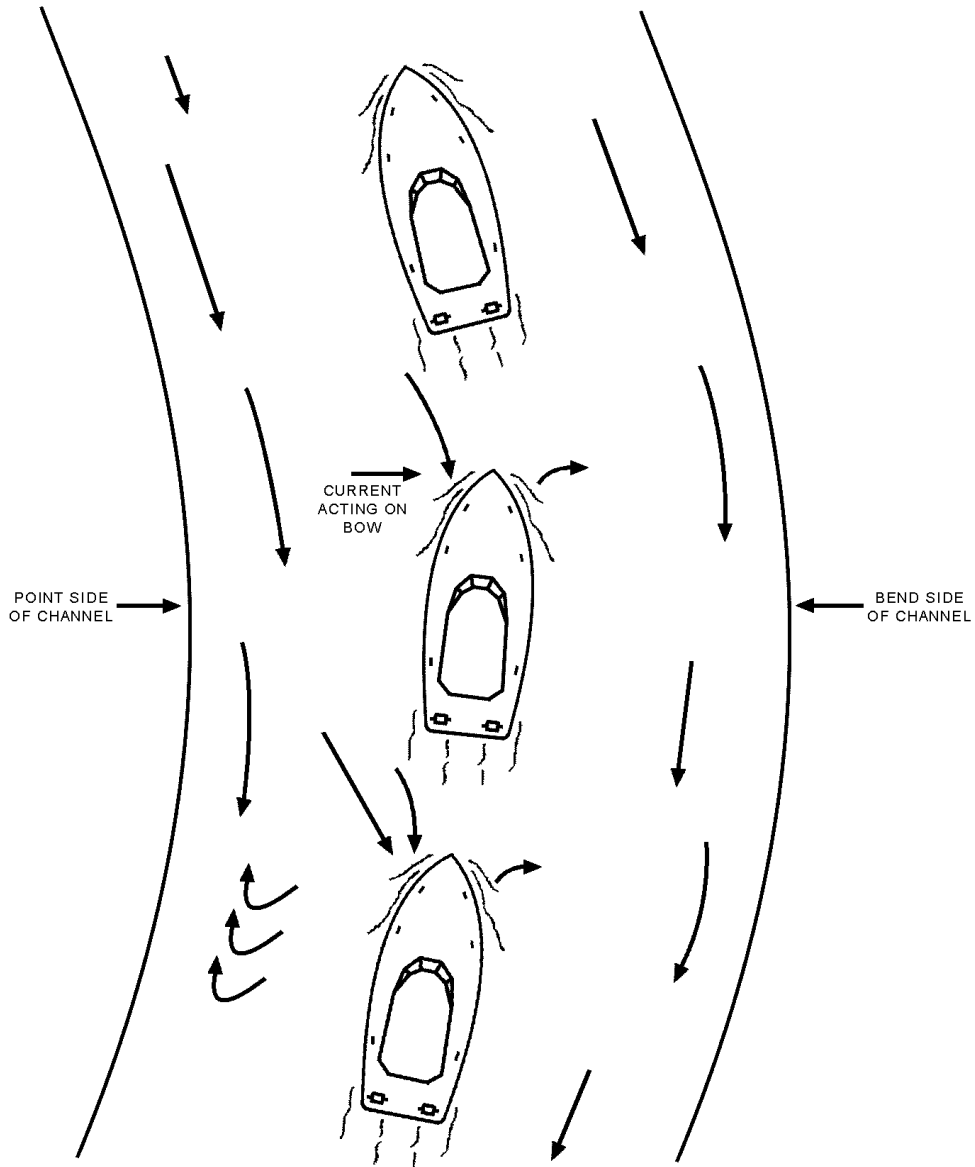 CURRENT
ACTING ON
BOW
POINT SIDE
OF CHANNEL
BEND SIDE
OF CHANNEL